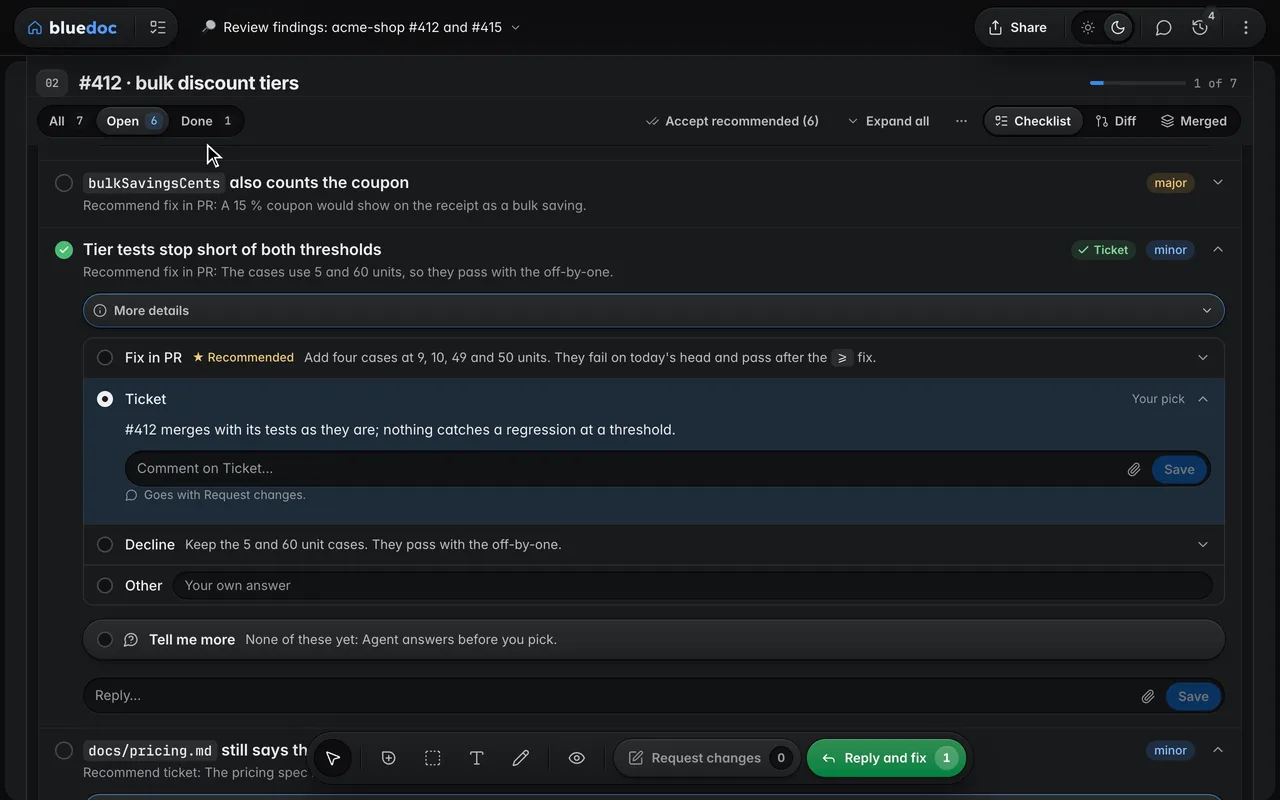 bluedoc
Review findings: acme-shop #412 and #415
Share
4
02
#412 · bulk discount tiers
1 of 7
All 7
Open 6
Done 1
Accept recommended (6)
Expand all
Checklist
Diff
Merged
bulkSavingsCents also counts the coupon
major
Recommend fix in PR: A 15 % coupon would show on the receipt as a bulk saving.
Tier tests stop short of both thresholds
Ticket
minor
Recommend fix in PR: The cases use 5 and 60 units, so they pass with the off-by-one.
More details
Fix in PR ★ Recommended Add four cases at 9, 10, 49 and 50 units. They fail on today's head and pass after the ⩾ fix.
Ticket
Your pick
#412 merges with its tests as they are; nothing catches a regression at a threshold.
Comment on Ticket...
Save
Goes with Request changes.
Decline Keep the 5 and 60 unit cases. They pass with the off-by-one.
Other Your own answer
Tell me more None of these yet: Agent answers before you pick.
Reply...
Save
docs/pricing.md still says th
minor
Recommend ticket: The pricing spec
Request changes 0
Reply and fix 1